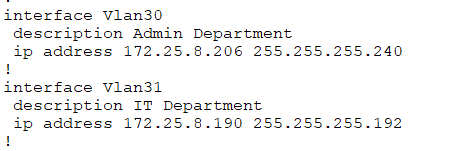 !
interface Vlan30
 description Admin Department
 ip address 172.25.8.206 255.255.255.240
!
interface Vlan31
 description IT Department
 ip address 172.25.8.190 255.255.255.192
!